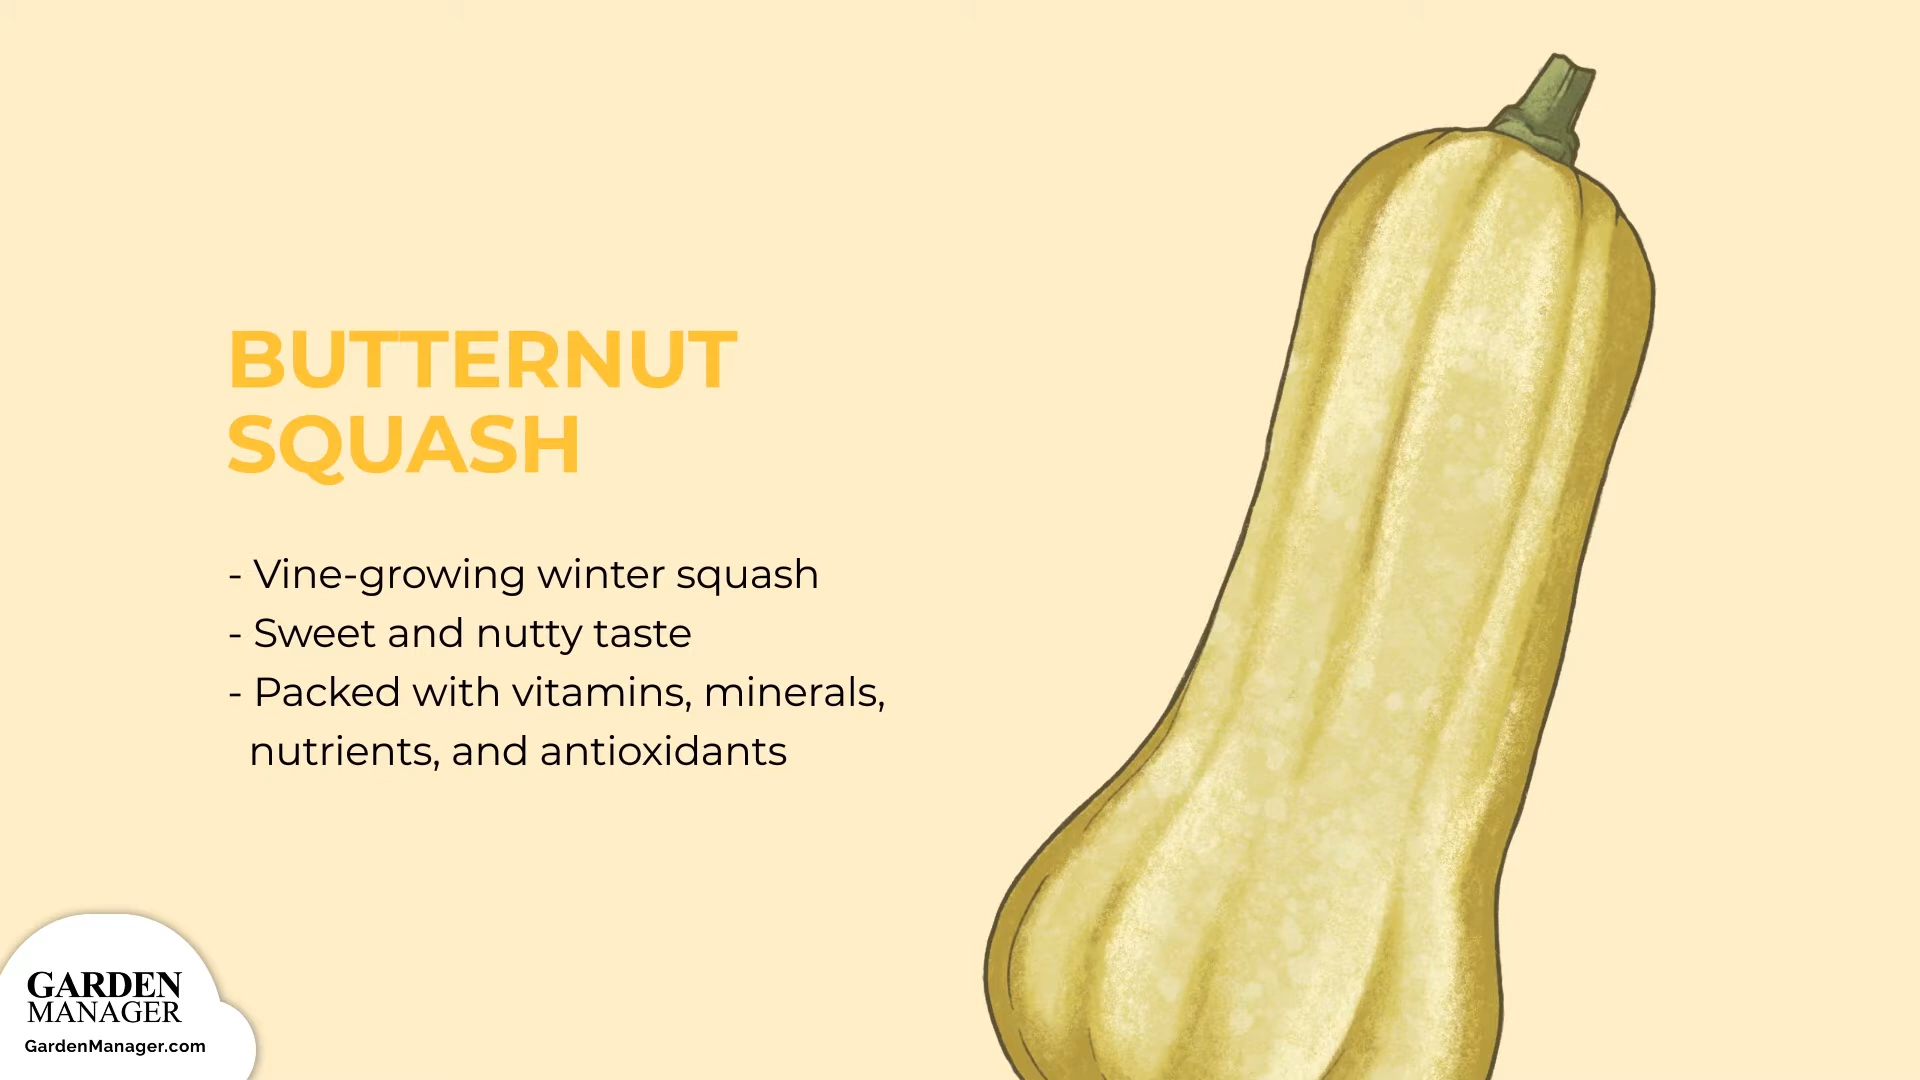 BUTTERNUT
SQUASH
- Vine-growing winter squash
- Sweet and nutty taste
- Packed with vitamins, minerals,
nutrients, and antioxidants
GARDEN
MANAGER
GardenManager.com